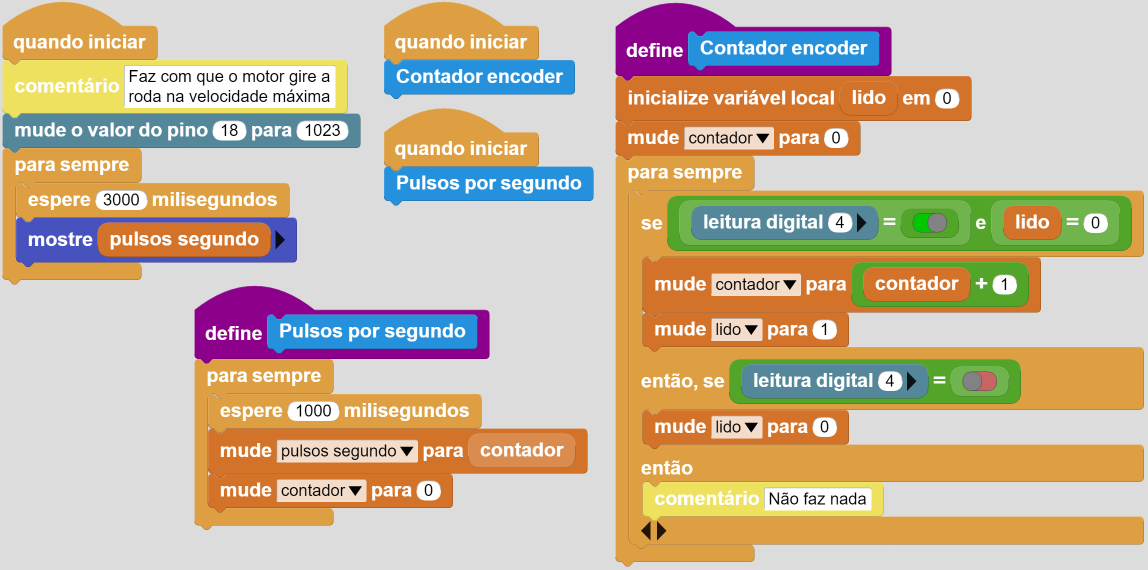 quando iniciar
comentário Faz com que o motor gire a
roda na velocidade máxima
mude o valor do pino 18 para 1023
para sempre
espere 3000 milisegundos
mostre pulsos segundo
quando iniciar
Contador encoder
quando iniciar
Pulsos por segundo
define Pulsos por segundo
para sempre
espere 1000 milisegundos
mude pulsos segundo para contador
mude contador para 0
define Contador encoder
inicialize variável local lido em 0
mude contador para 0
para sempre
se leitura digital 4 = e lido = 0
mude contador para contador + 1
mude lido para 1
então, se leitura digital 4 =
mude lido para 0
então
comentário Não faz nada